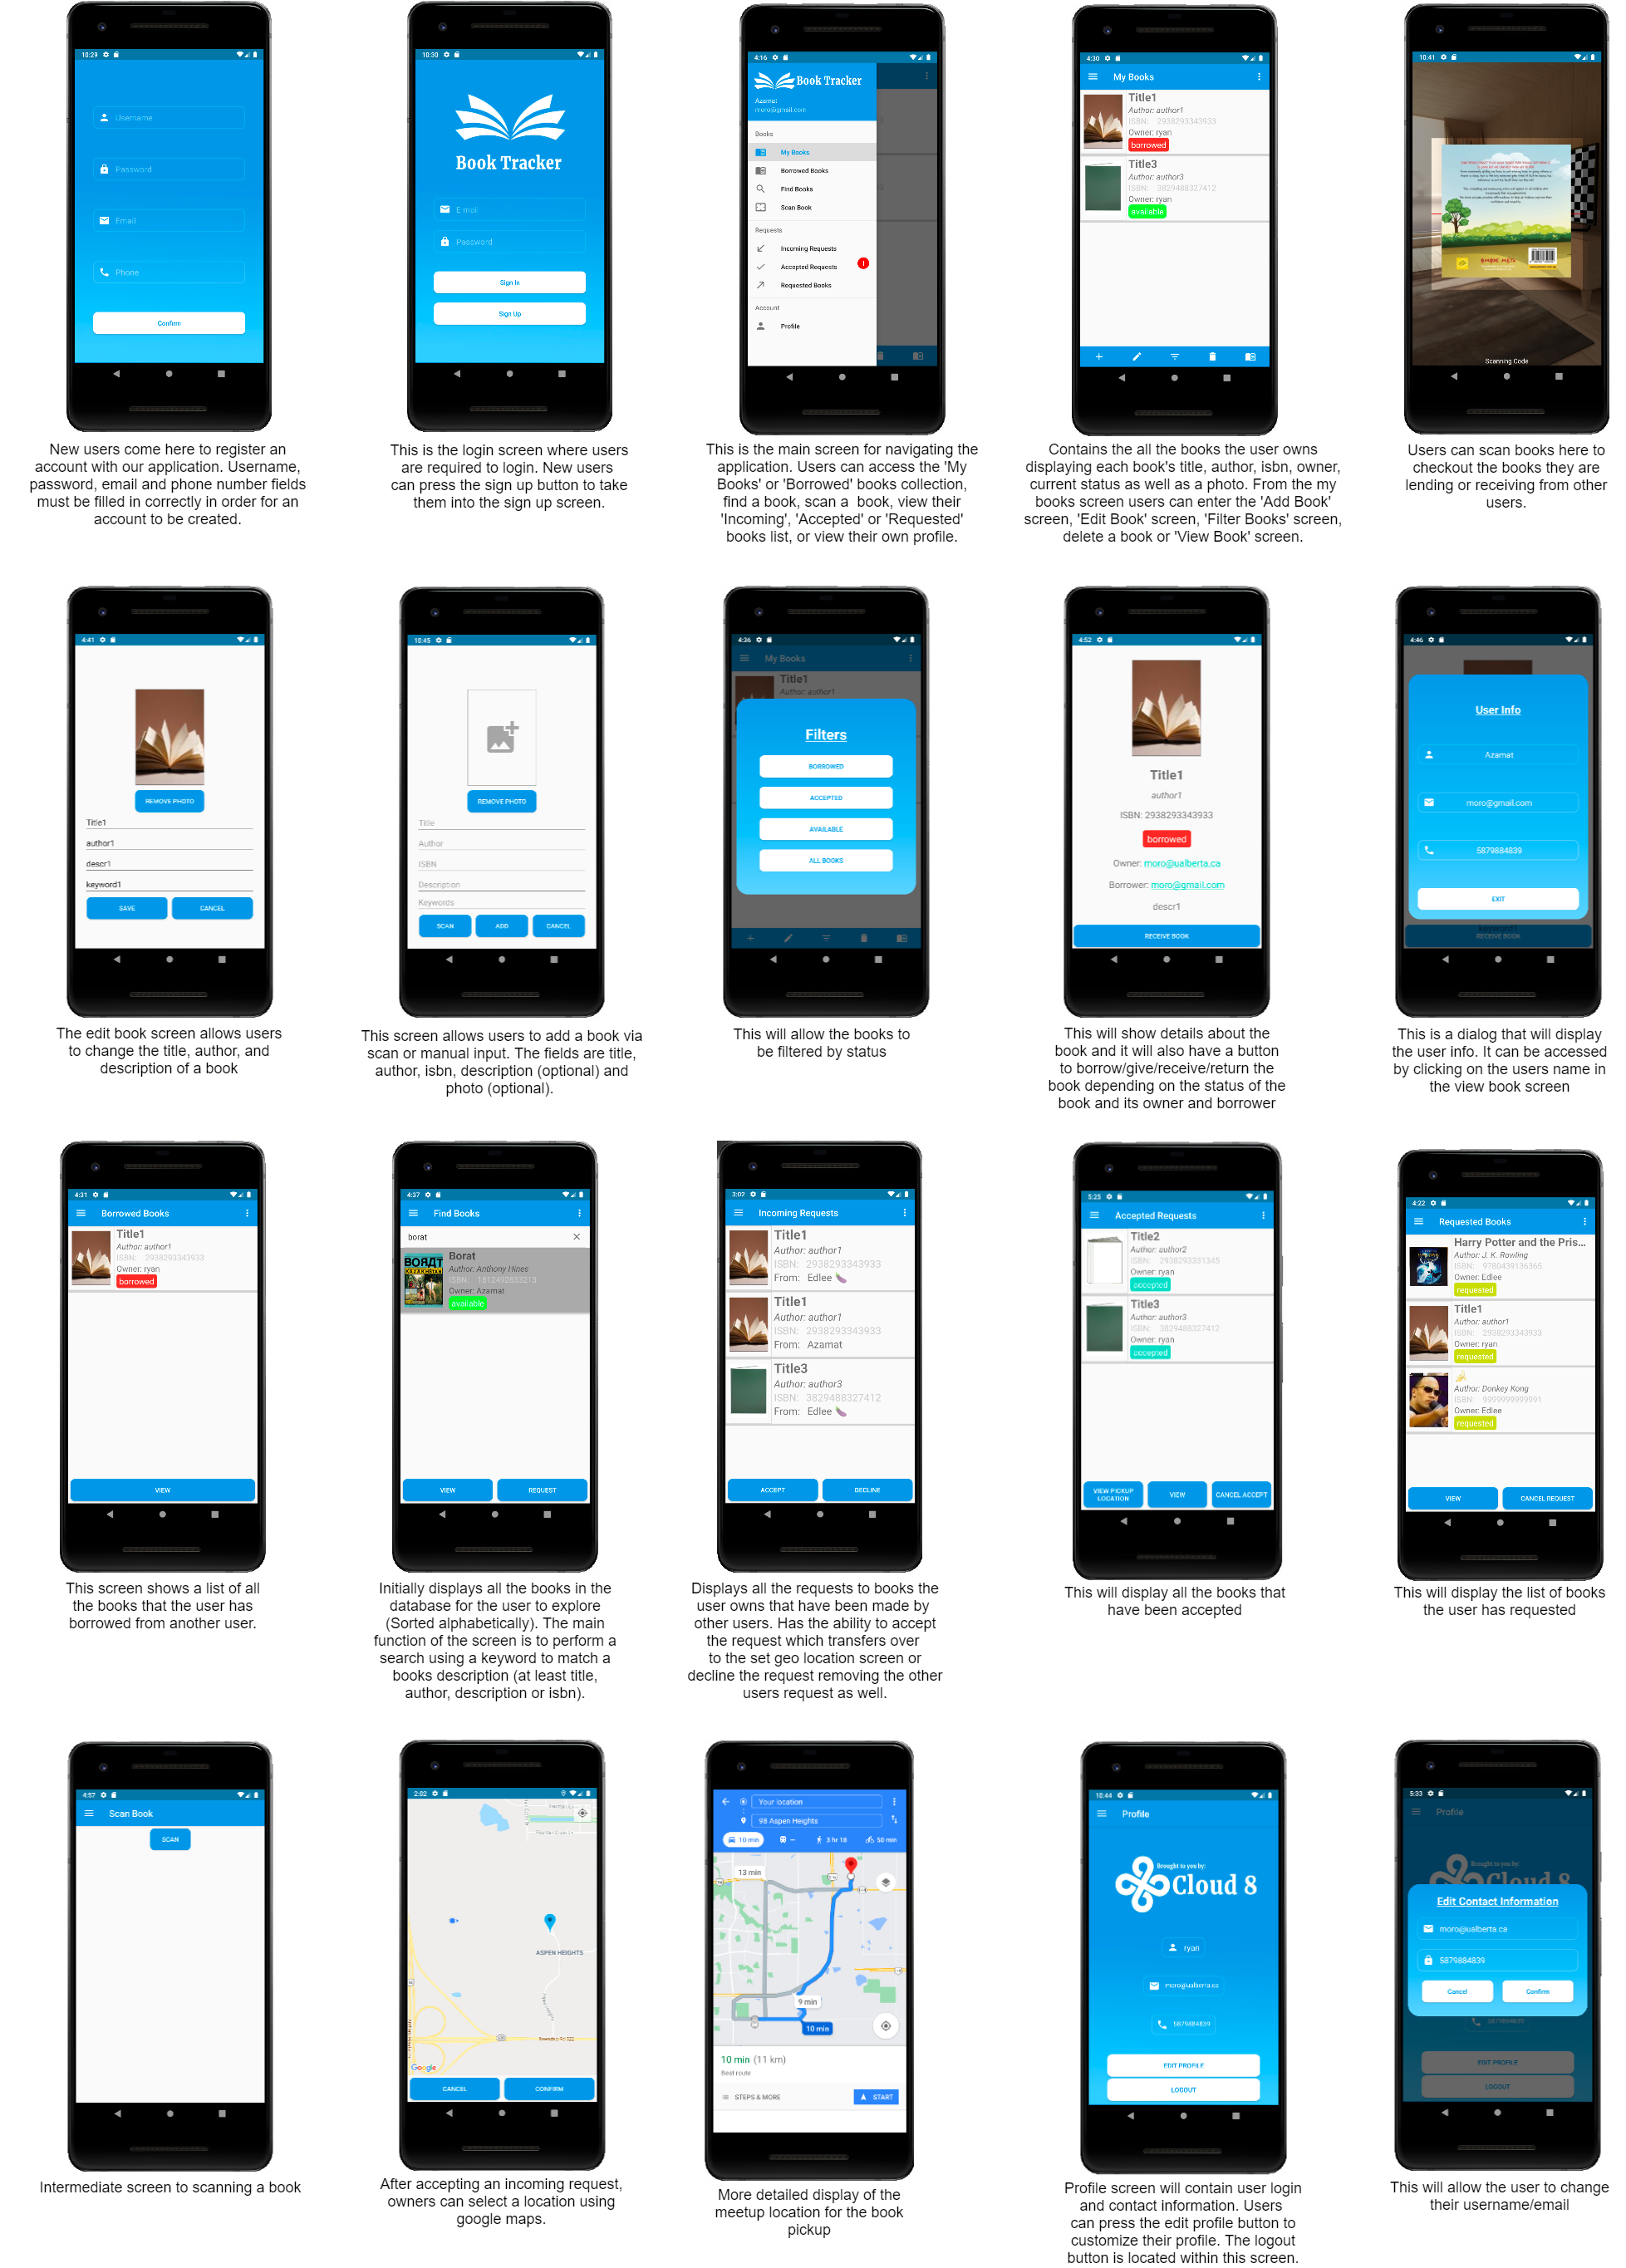 10:29
Username
Password
Email
Phone
Confirm
New users come here to register an
account with our application. Username,
password, email and phone number fields
must be filled in correctly in order for an
account to be created.
10:30
Book Tracker
E-mail
Password
Sign In
Sign Up
This is the login screen where users
are required to login. New users
can press the sign up button to take
them into the sign up screen.
4:16
Book Tracker
Azamat
moro@gmail.com
Books
My Books
Borrowed Books
Find Books
Scan Book
Requests
Incoming Requests
Accepted Requests
Requested Books
Account
Profile
This is the main screen for navigating the
application. Users can access the 'My
Books' or 'Borrowed' books collection,
find a book, scan a book, view their
'Incoming', 'Accepted' or 'Requested'
books list, or view their own profile.
4:30
My Books
Title1
Author: author1
ISBN: 2938293343933
Owner: ryan
borrowed
Title3
Author: author3
ISBN: 3829488327412
Owner: ryan
available
Contains the all the books the user owns
displaying each book's title, author, isbn, owner,
current status as well as a photo. From the my
books screen users can enter the 'Add Book'
screen, 'Edit Book' screen, 'Filter Books' screen,
delete a book or 'View Book' screen.
10:41
Scanning Code
Users can scan books here to
checkout the books they are
lending or receiving from other
users.
4:41
REMOVE PHOTO
Title1
author1
descr1
keyword1
SAVE
CANCEL
The edit book screen allows users
to change the title, author, and
description of a book
10:45
REMOVE PHOTO
Title
Author
ISBN
Description
Keywords
SCAN
ADD
CANCEL
This screen allows users to add a book via
scan or manual input. The fields are title,
author, isbn, description (optional) and
photo (optional).
4:36
My Books
Title1
Author: author1
Filters
BORROWED
ACCEPTED
AVAILABLE
ALL BOOKS
This will allow the books to
be filtered by status
4:52
Title1
author1
ISBN: 2938293343933
borrowed
Owner: moro@ualberta.ca
Borrower: moro@gmail.com
descr1
RECEIVE BOOK
This will show details about the
book and it will also have a button
to borrow/give/receive/return the
book depending on the status of the
book and its owner and borrower
4:46
User Info
Azamat
moro@gmail.com
5879884839
EXIT
RECEIVE BOOK
This is a dialog that will display
the user info. It can be accessed
by clicking on the users name in
the view book screen
4:31
Borrowed Books
Title1
Author: author1
ISBN: 2938293343933
Owner: ryan
borrowed
VIEW
This screen shows a list of all
the books that the user has
borrowed from another user.
4:37
Find Books
borat
Borat
Author: Anthony Hines
ISBN: 1812492833213
Owner: Azamat
available
VIEW
REQUEST
Initially displays all the books in the
database for the user to explore
(Sorted alphabetically). The main
function of the screen is to perform a
search using a keyword to match a
books description (at least title,
author, description or isbn).
3:07
Incoming Requests
Title1
Author: author1
ISBN: 2938293343933
From: Edlee 🍆
Title1
Author: author1
ISBN: 2938293343933
From: Azamat
Title3
Author: author3
ISBN: 3829488327412
From: Edlee 🍆
ACCEPT
DECLINE
Displays all the requests to books the
user owns that have been made by
other users. Has the ability to accept
the request which transfers over
to the set geo location screen or
decline the request removing the other
users request as well.
5:25
Accepted Requests
Title2
Author: author2
ISBN: 2938293331345
Owner: ryan
accepted
Title3
Author: author3
ISBN: 3829488327412
Owner: ryan
accepted
VIEW PICKUP
LOCATION
VIEW
CANCEL ACCEPT
This will display all the books that
have been accepted
4:22
Requested Books
Harry Potter and the Pris...
Author: J. K. Rowling
ISBN: 9780439136365
Owner: Edlee
requested
Title1
Author: author1
ISBN: 2938293343933
Owner: ryan
requested
🍌
Author: Donkey Kong
ISBN: 9999999999991
Owner: Edlee
requested
VIEW
CANCEL REQUEST
This will display the list of books
the user has requested
4:57
Scan Book
SCAN
Intermediate screen to scanning a book
2:02
ASPEN HEIGHTS
Google
CANCEL
CONFIRM
After accepting an incoming request,
owners can select a location using
google maps.
Your location
98 Aspen Heights
10 min
3 hr 18
50 min
13 min
9 min
10 min
10 min (11 km)
Best route
STEPS & MORE
START
More detailed display of the
meetup location for the book
pickup
10:44
Profile
Brought to you by:
Cloud 8
ryan
moro@ualberta.ca
5879884839
EDIT PROFILE
LOGOUT
Profile screen will contain user login
and contact information. Users
can press the edit profile button to
customize their profile. The logout
button is located within this screen.
5:33
Profile
Brought to you by:
Cloud 8
Edit Contact Information
moro@ualberta.ca
5879884839
Cancel
Confirm
5879884839
EDIT PROFILE
LOGOUT
This will allow the user to change
their username/email